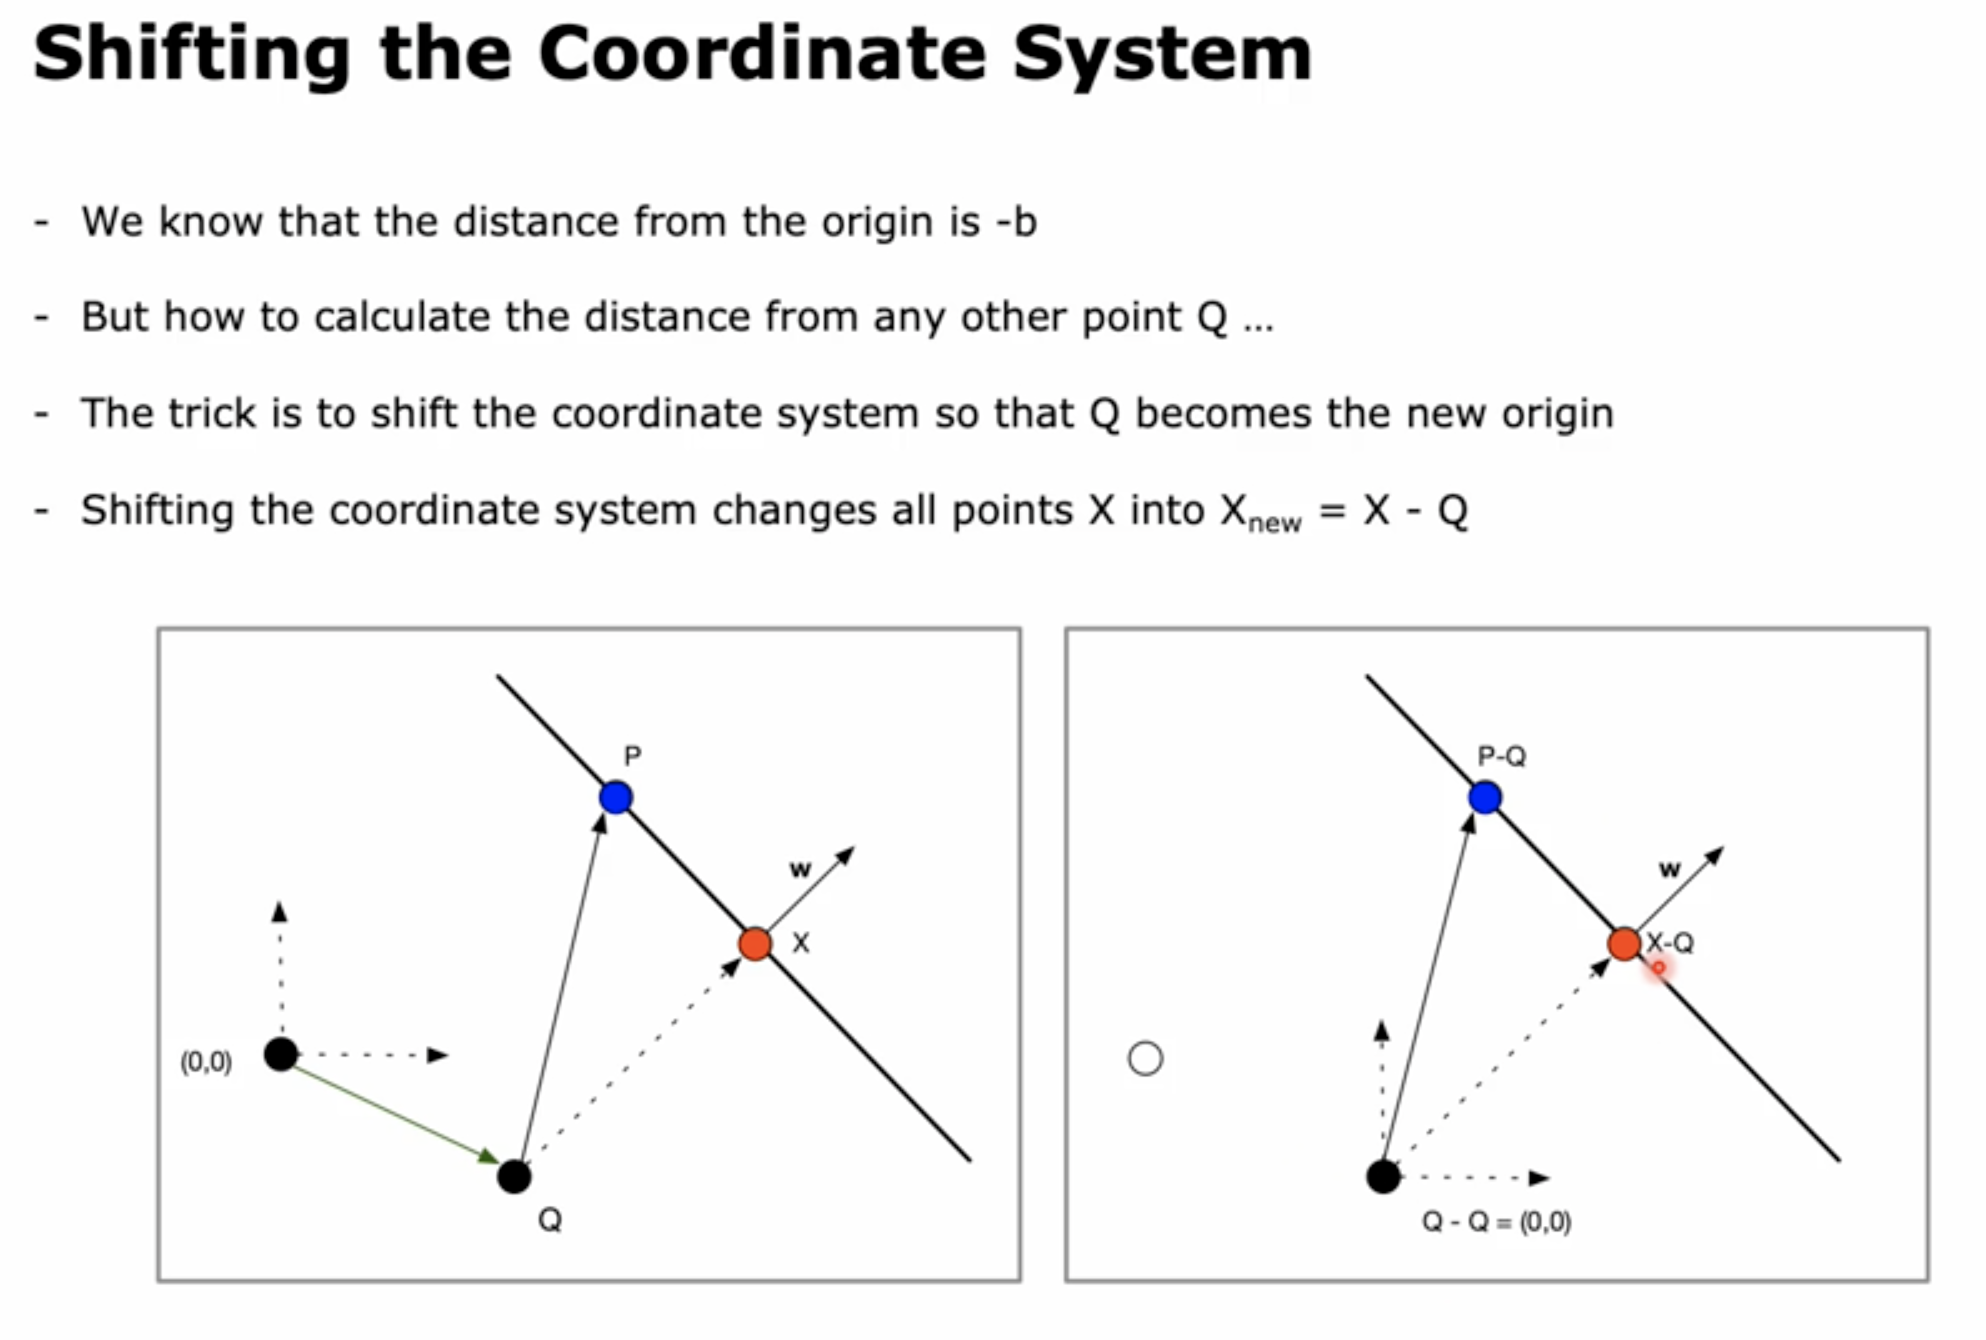 Shifting the Coordinate System
- We know that the distance from the origin is -b
- But how to calculate the distance from any other point Q ...
- The trick is to shift the coordinate system so that Q becomes the new origin
- Shifting the coordinate system changes all points X into Xnew = X - Q
P
w
X
(0,0)
Q
P-Q
w
X-Q
Q - Q = (0,0)